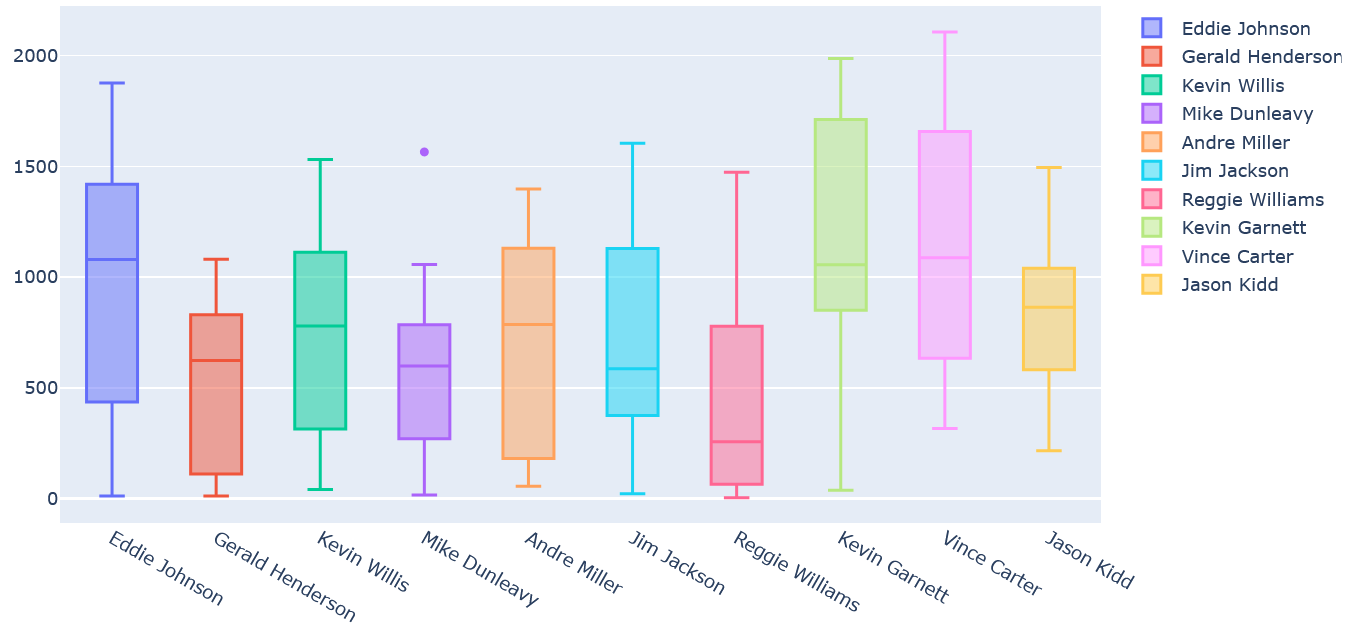 2000
1500
1000
500
0
Eddie Johnson
Gerald Henderson
Kevin Willis
Mike Dunleavy
Andre Miller
Jim Jackson
Reggie Williams
Kevin Garnett
Vince Carter
Jason Kidd
Eddie Johnson
Gerald Henderson
Kevin Willis
Mike Dunleavy
Andre Miller
Jim Jackson
Reggie Williams
Kevin Garnett
Vince Carter
Jason Kidd